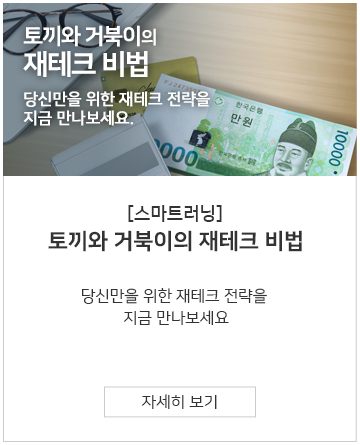 토끼와 거북이의
재테크 비법
당신만을 위한 재테크 전략을
지금 만나보세요.
한국은행
만원
10000
10000
[스마트러닝]
토끼와 거북이의 재테크 비법
당신만을 위한 재테크 전략을
지금 만나보세요
자세히 보기